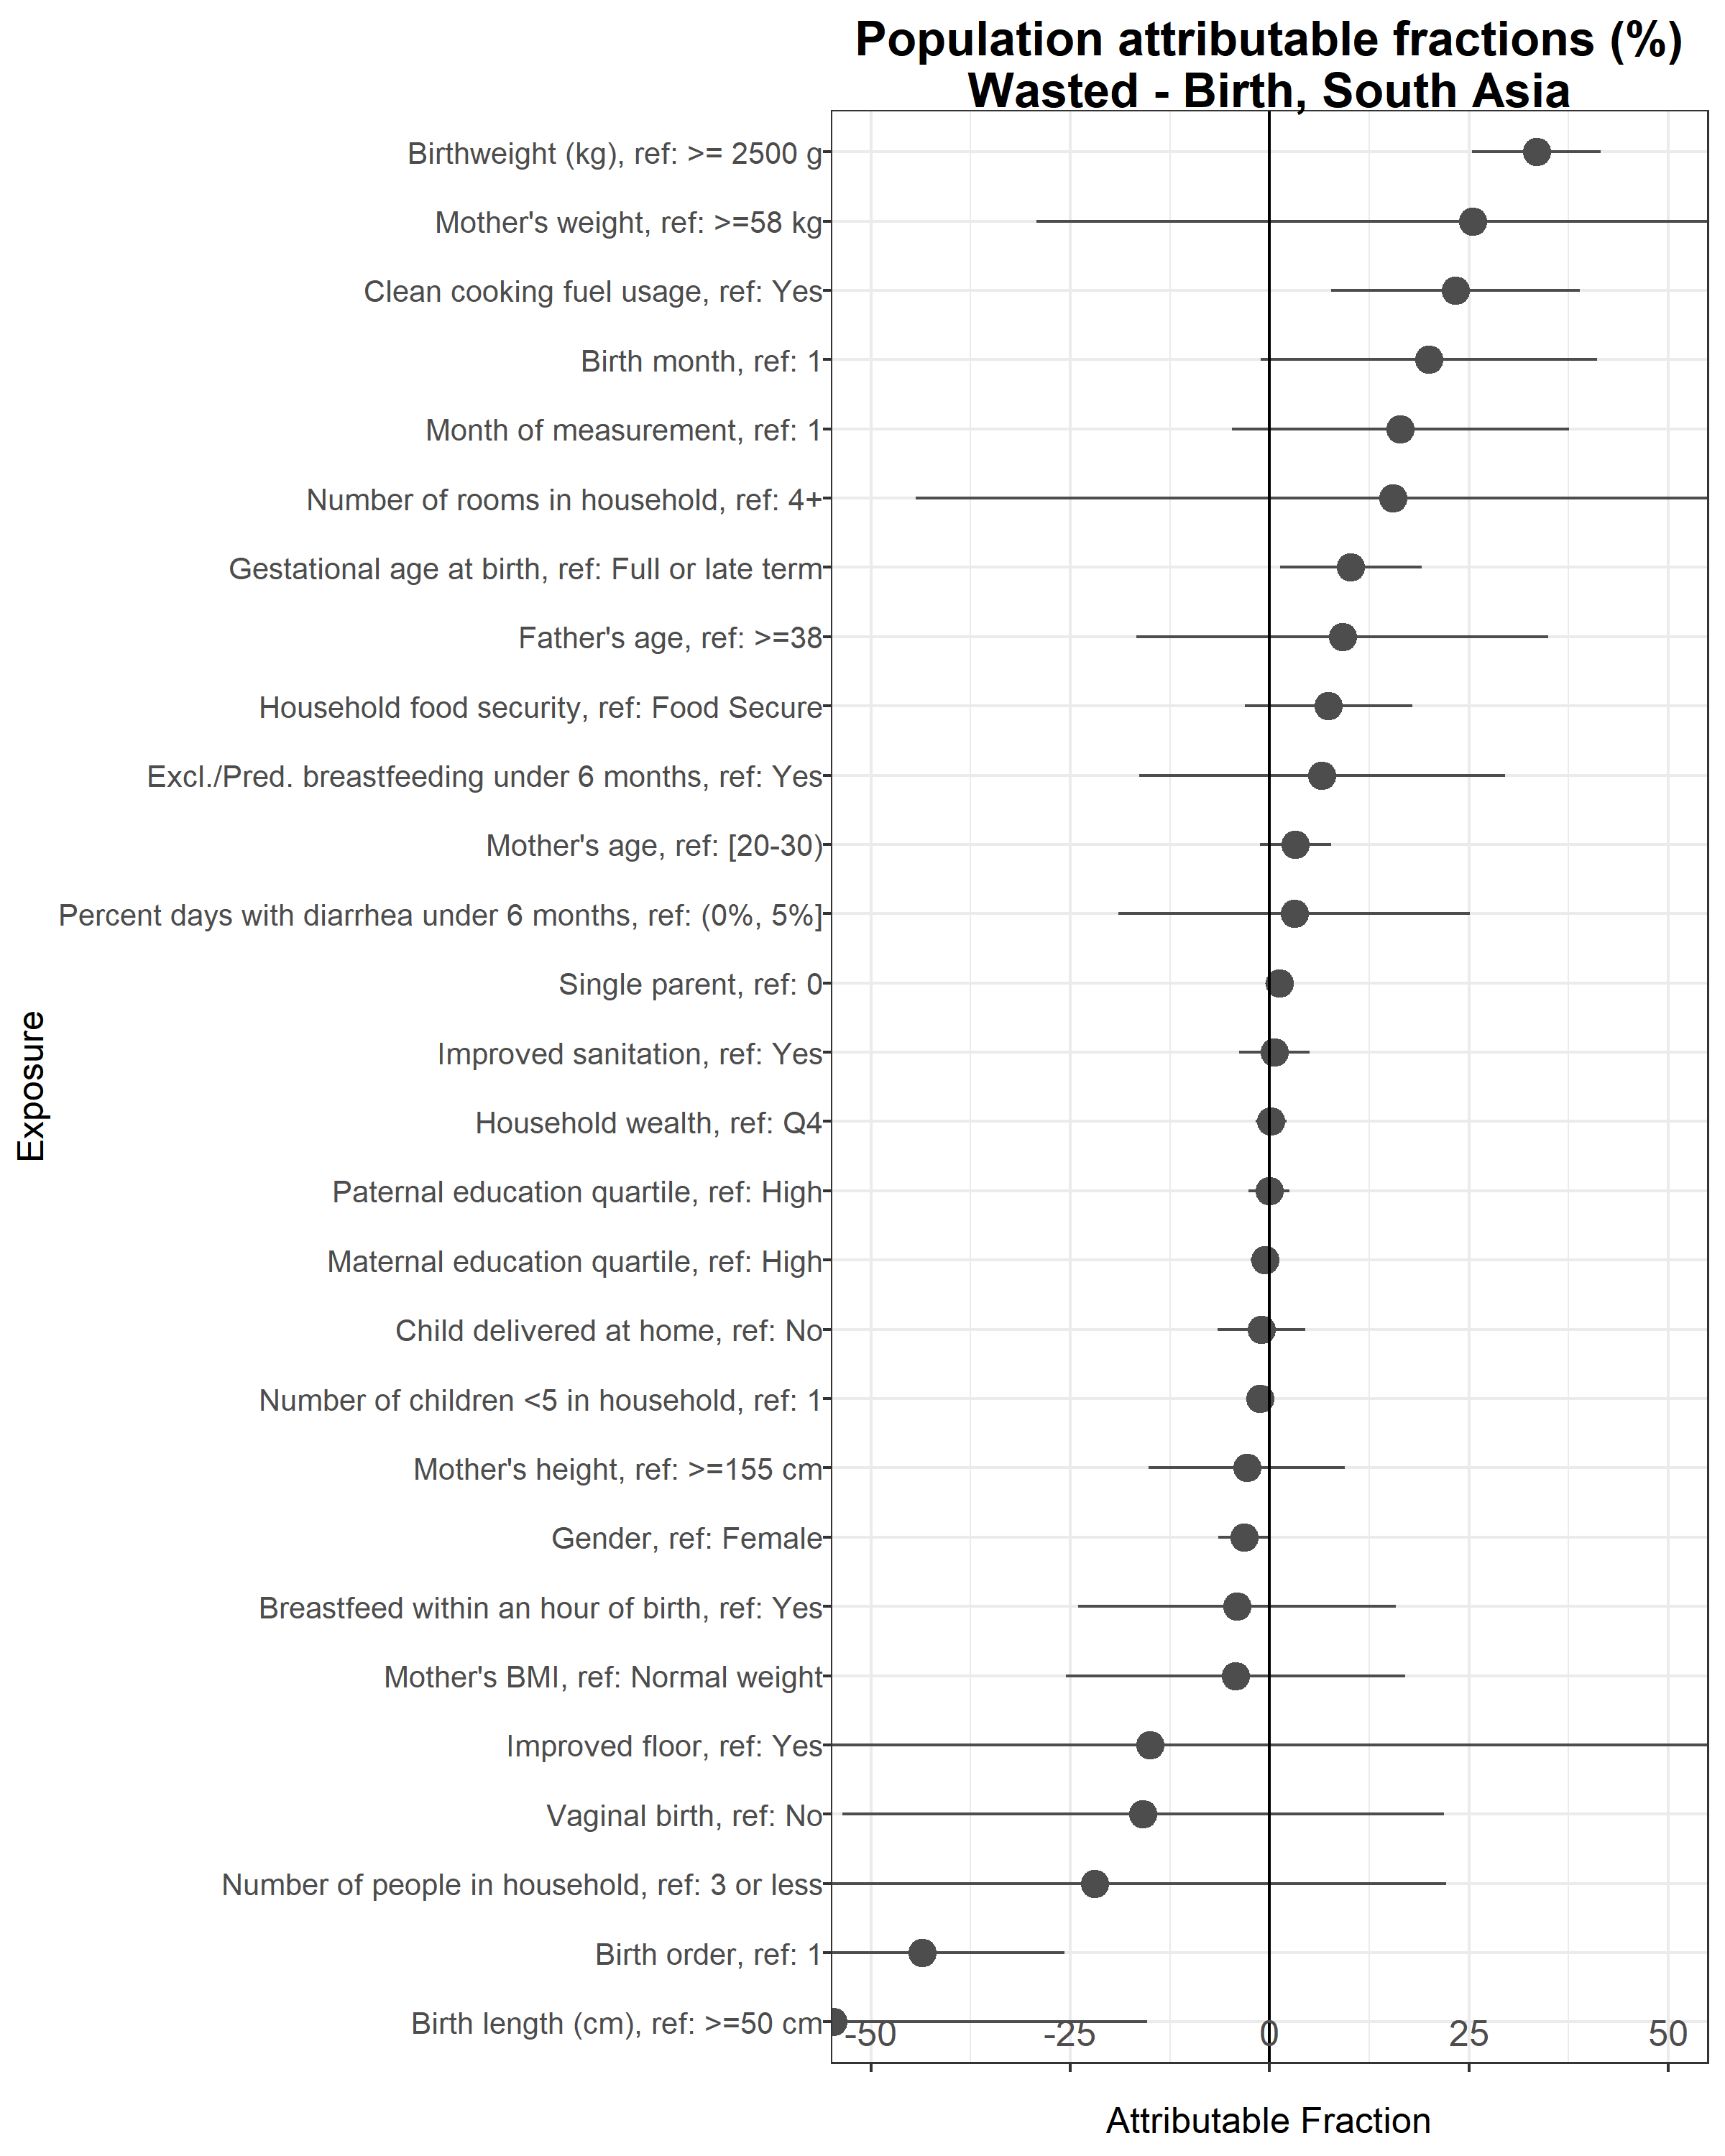 Population attributable fractions (%)
Wasted - Birth, South Asia
Birthweight (kg), ref: >= 2500 g
Mother's weight, ref: >=58 kg
Clean cooking fuel usage, ref: Yes
Birth month, ref: 1
Month of measurement, ref: 1
Number of rooms in household, ref: 4+
Gestational age at birth, ref: Full or late term
Father's age, ref: >=38
Household food security, ref: Food Secure
Excl./Pred. breastfeeding under 6 months, ref: Yes
Mother's age, ref: [20-30)
Percent days with diarrhea under 6 months, ref: (0%, 5%]
Single parent, ref: 0
Improved sanitation, ref: Yes
Household wealth, ref: Q4
Paternal education quartile, ref: High
Maternal education quartile, ref: High
Child delivered at home, ref: No
Number of children <5 in household, ref: 1
Mother's height, ref: >=155 cm
Gender, ref: Female
Breastfeed within an hour of birth, ref: Yes
Mother's BMI, ref: Normal weight
Improved floor, ref: Yes
Vaginal birth, ref: No
Number of people in household, ref: 3 or less
Birth order, ref: 1
Birth length (cm), ref: >=50 cm
Exposure
-50 -25 0 25 50
Attributable Fraction